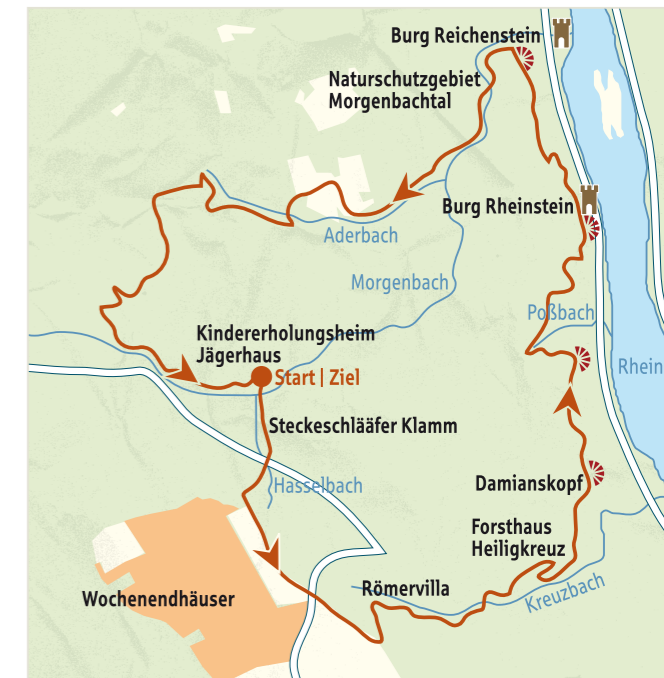 Burg Reichenstein
Naturschutzgebiet
Morgenbachtal
Burg Rheinstein
Aderbach
Morgenbach
Poßbach
Kindererholungsheim
Jägerhaus
Rhein
Start | Ziel
Steckeschlääfer Klamm
Hasselbach
Damianskopf
Forsthaus
Heiligkreuz
Römervilla
Kreuzbach
Wochenendhäuser